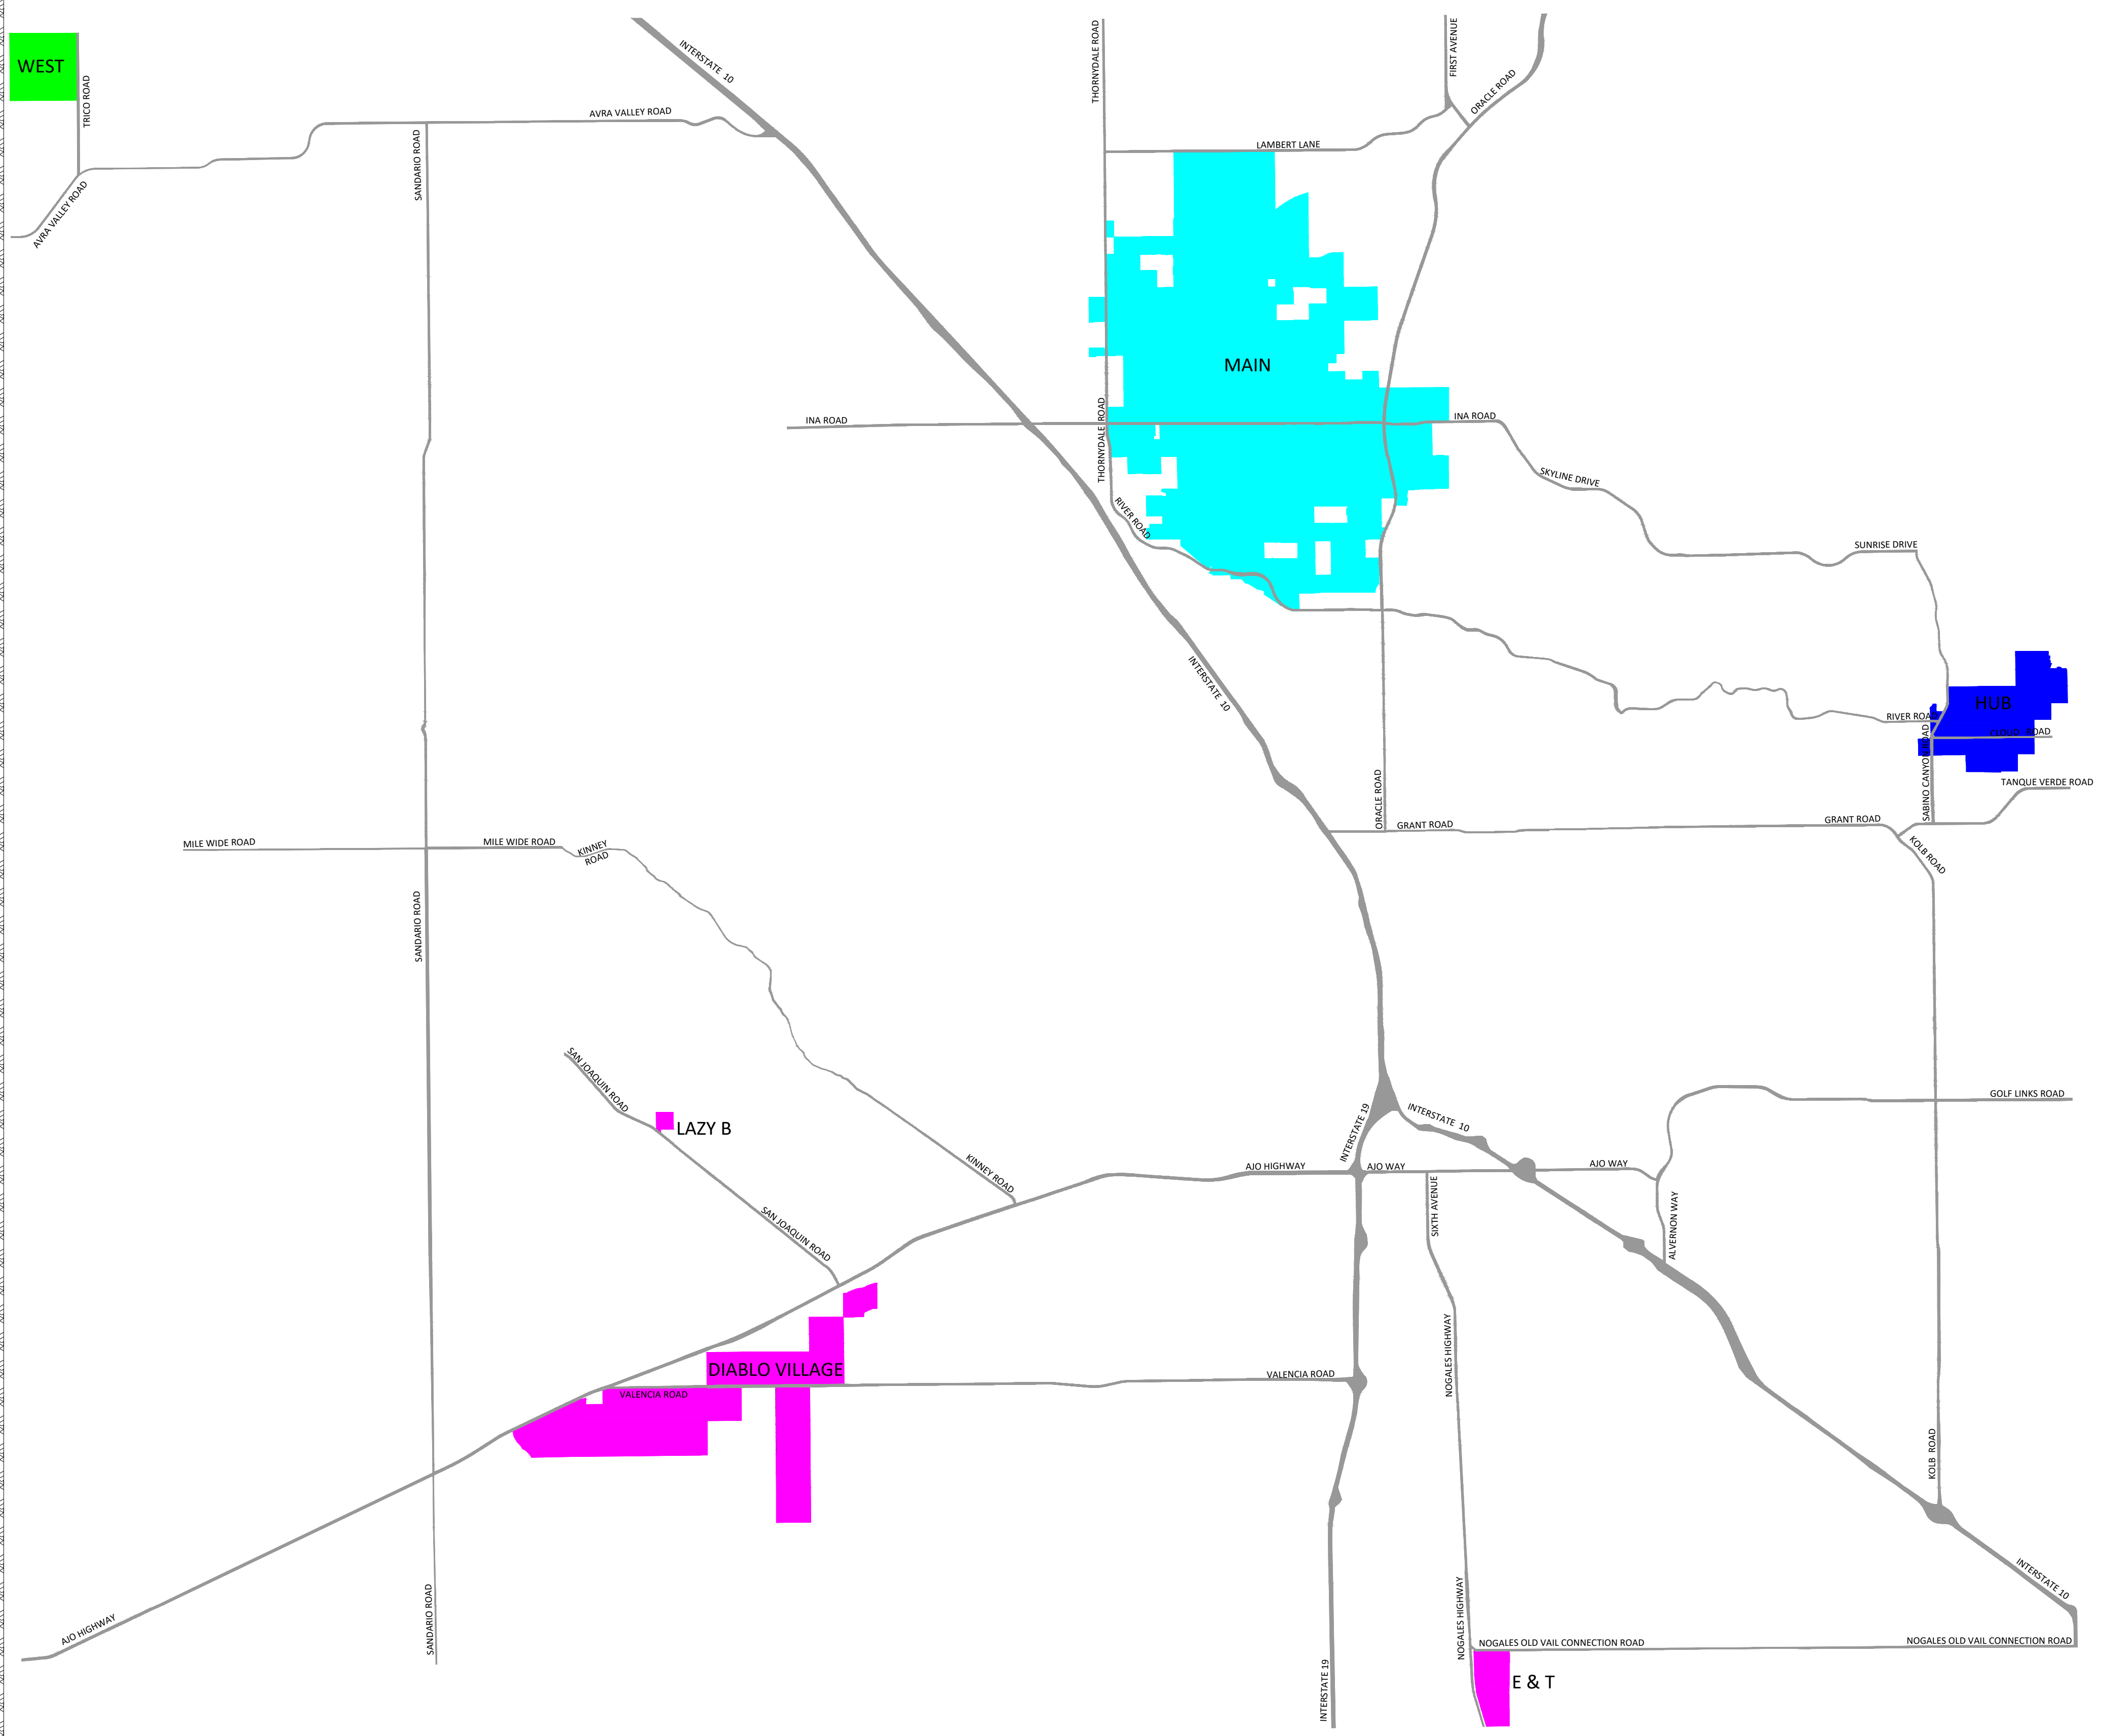 WEST
TRICO ROAD
AVRA VALLEY ROAD
SANDARIO ROAD
AVRA VALLEY ROAD
INTERSTATE 10
THORNYDALE ROAD
FIRST AVENUE
ORACLE ROAD
LAMBERT LANE
MAIN
INA ROAD
THORNYDALE ROAD
INA ROAD
RIVER ROAD
SKYLINE DRIVE
SUNRISE DRIVE
INTERSTATE 10
HUB
RIVER ROAD
CLOUD ROAD
SABINO CANYON ROAD
TANQUE VERDE ROAD
ORACLE ROAD
GRANT ROAD
GRANT ROAD
KOLB ROAD
MILE WIDE ROAD
MILE WIDE ROAD
KINNEY
ROAD
SANDARIO ROAD
SAN JOAQUIN ROAD
LAZY B
SAN JOAQUIN ROAD
KINNEY ROAD
AJO HIGHWAY
INTERSTATE 19
INTERSTATE 10
AJO WAY
AJO WAY
GOLF LINKS ROAD
SIXTH AVENUE
ALVERNON WAY
DIABLO VILLAGE
VALENCIA ROAD
VALENCIA ROAD
NOGALES HIGHWAY
KOLB ROAD
INTERSTATE 10
AJO HIGHWAY
SANDARIO ROAD
INTERSTATE 19
NOGALES HIGHWAY
NOGALES OLD VAIL CONNECTION ROAD
NOGALES OLD VAIL CONNECTION ROAD
E & T